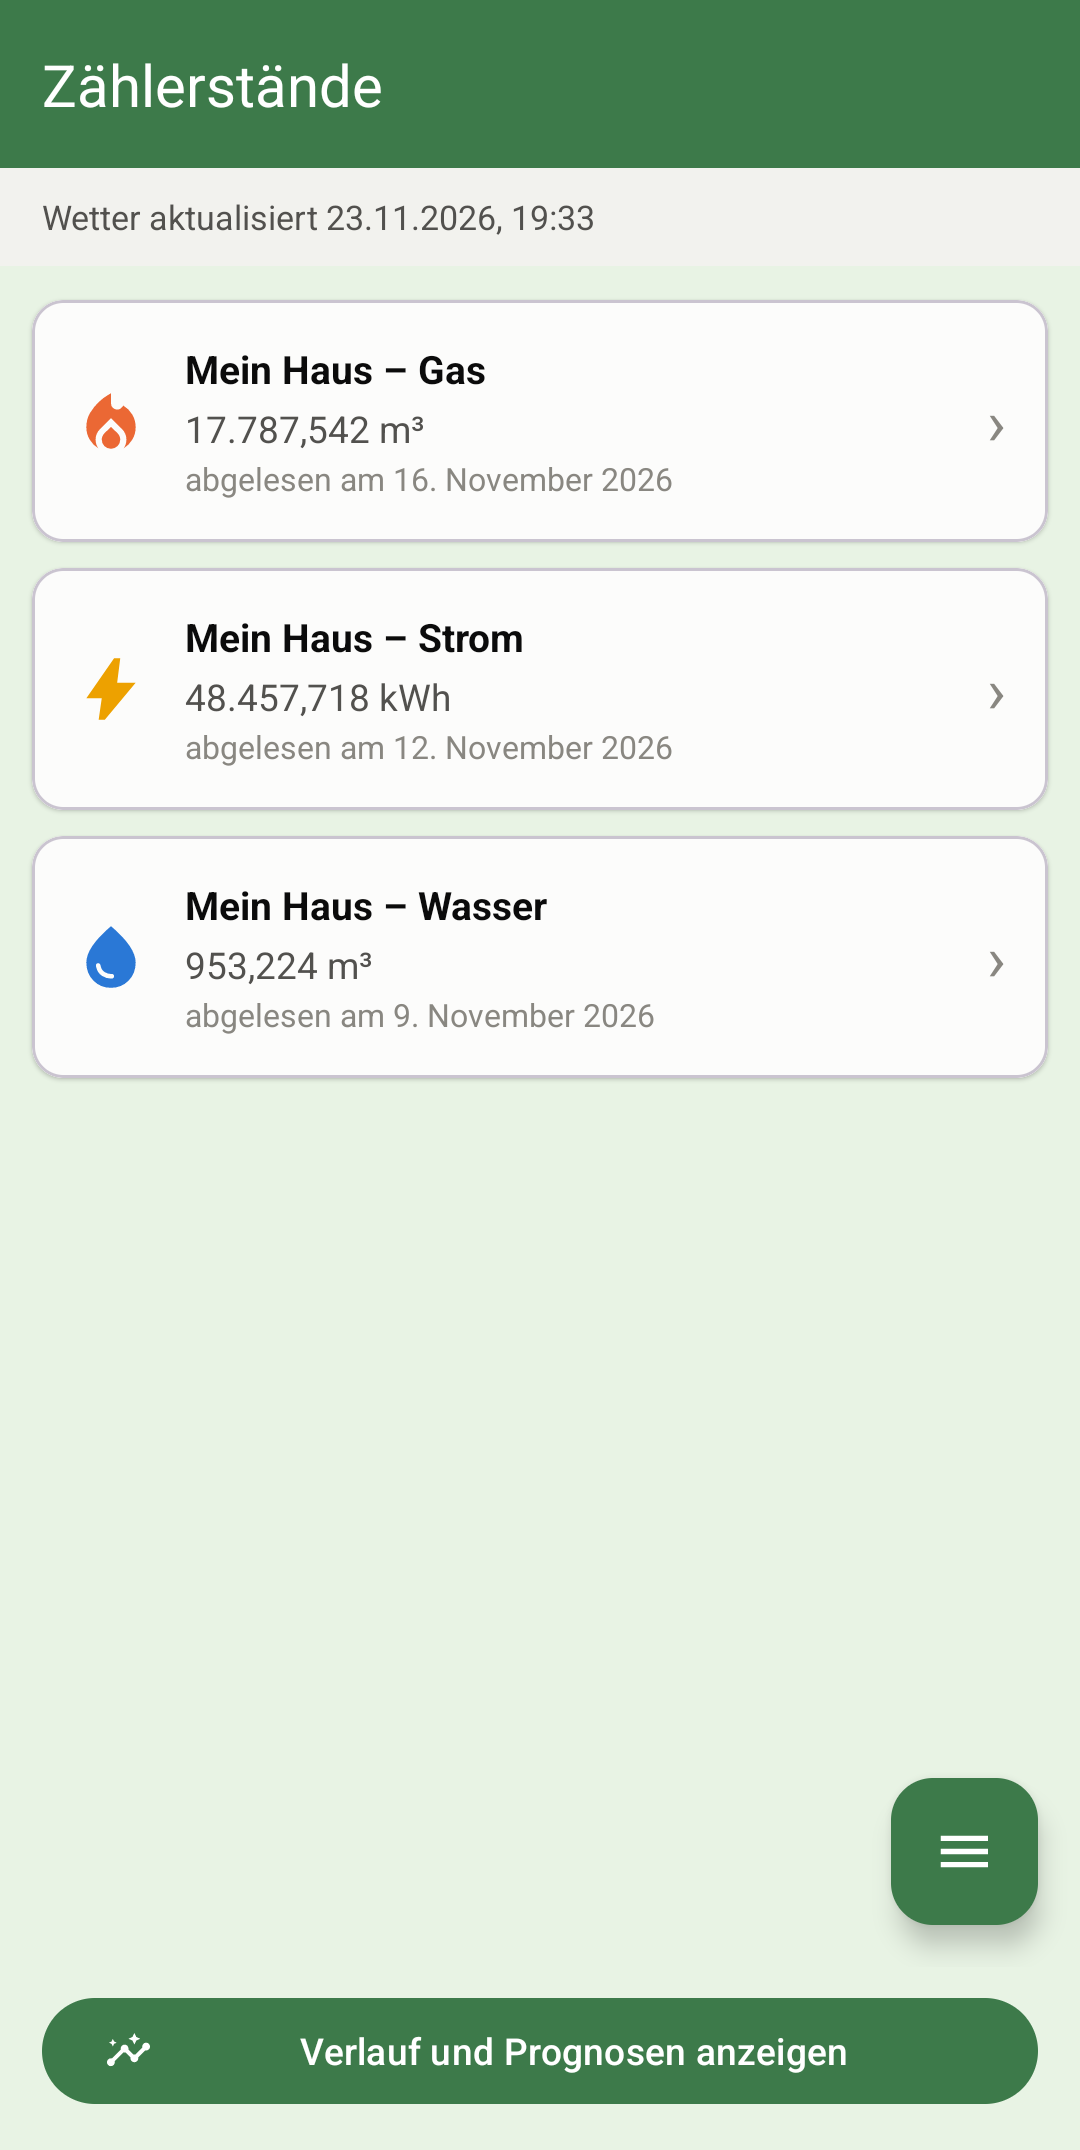 Zählerstände
Wetter aktualisiert 23.11.2026, 19:33
Mein Haus – Gas
17.787,542 m³
abgelesen am 16. November 2026
Mein Haus – Strom
48.457,718 kWh
abgelesen am 12. November 2026
Mein Haus – Wasser
953,224 m³
abgelesen am 9. November 2026
Verlauf und Prognosen anzeigen